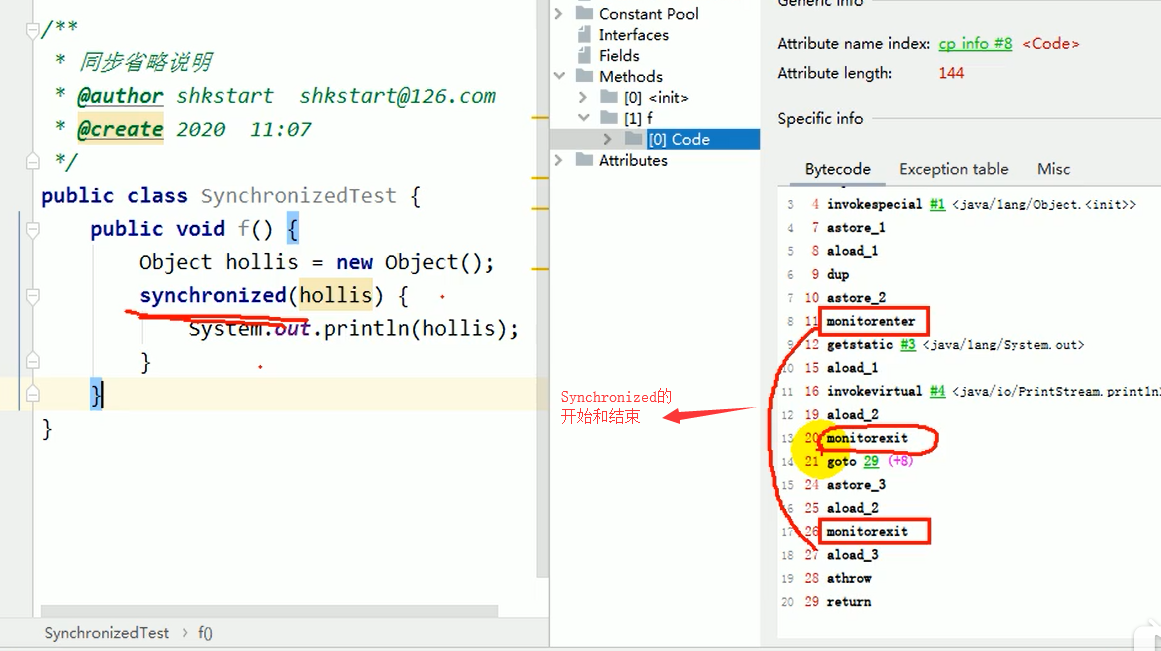 /**
* 同步省略说明
* @author shkstart shkstart@126.com
* @create 2020 11:07
*/
public class SynchronizedTest {
public void f() {
Object hollis = new Object();
synchronized(hollis) {
System.out.println(hollis);
}
}
}
SynchronizedTest > f()
Constant Pool
Interfaces
Fields
Methods
[0] <init>
[1] f
[0] Code
Attributes
Synchronized的
开始和结束
Generic info
Attribute name index: cp info #8 <Code>
Attribute length: 144
Specific info
Bytecode Exception table Misc
3 4 invokespecial #1 <java/lang/Object.<init>>
4 7 astore_1
5 8 aload_1
6 9 dup
7 10 astore_2
8 11 monitorenter
9 12 getstatic #3 <java/lang/System.out>
10 15 aload_1
11 16 invokevirtual #4 <java/io/PrintStream.println
12 19 aload_2
13 20 monitorexit
14 21 goto 29 (+8)
15 24 astore_3
16 25 aload_2
17 26 monitorexit
18 27 aload_3
19 28 athrow
20 29 return